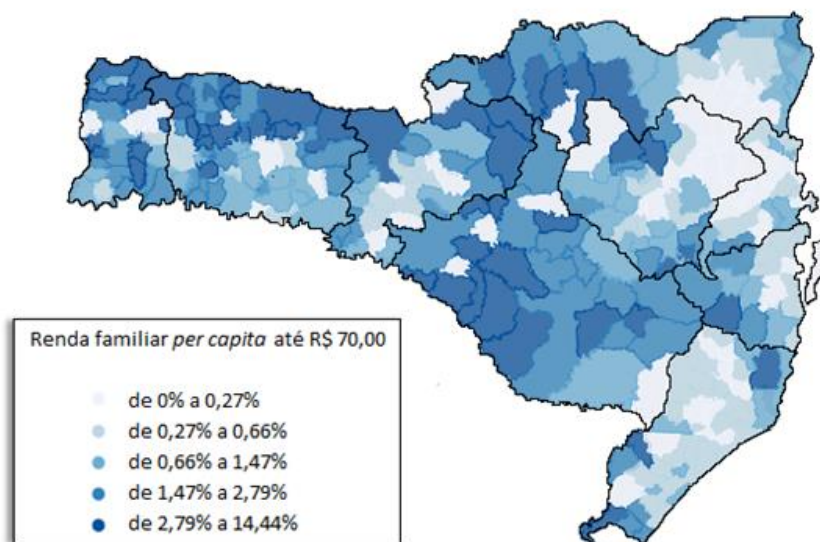 Renda familiar per capita até R$ 70,00
de 0% a 0,27%
de 0,27% a 0,66%
de 0,66% a 1,47%
de 1,47% a 2,79%
de 2,79% a 14,44%